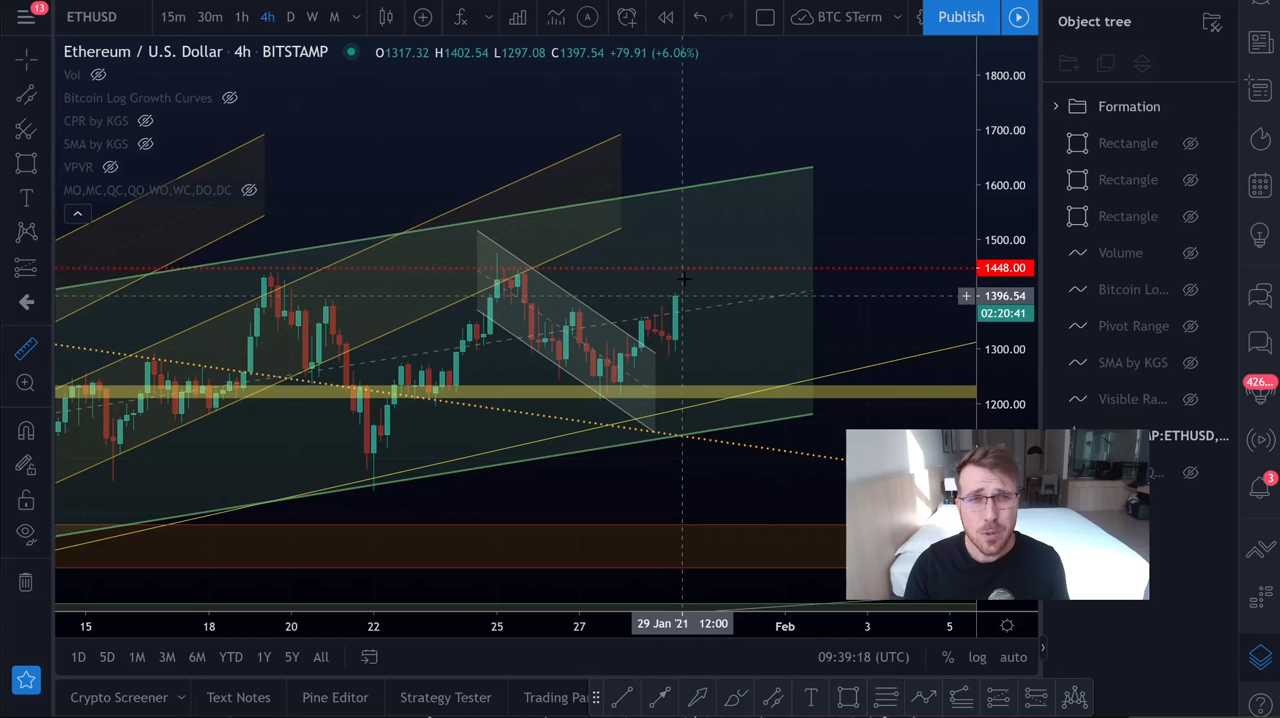 13
ETHUSD
15m 30m 1h 4h D W M
BTC STerm
Publish
Object tree
Ethereum / U.S. Dollar · 4h · BITSTAMP
O1317.32 H1402.54 L1297.08 C1397.54 +79.91 (+6.06%)
Vol
Bitcoin Log Growth Curves
CPR by KGS
SMA by KGS
VPVR
MO,MC,QC,QO,WO,WC,DO,DC
1800.00
1700.00
1600.00
1500.00
1448.00
1396.54
02:20:41
1300.00
1200.00
Formation
Rectangle
Rectangle
Rectangle
Volume
Bitcoin Lo...
Pivot Range
SMA by KGS
Visible Ra...
P:ETHUSD,...
426...
3
15 18 20 22 25 27 29 Jan '21 12:00 Feb 3 5
1D 5D 1M 3M 6M YTD 1Y 5Y All
09:39:18 (UTC) % log auto
Crypto Screener Text Notes Pine Editor Strategy Tester Trading Pa